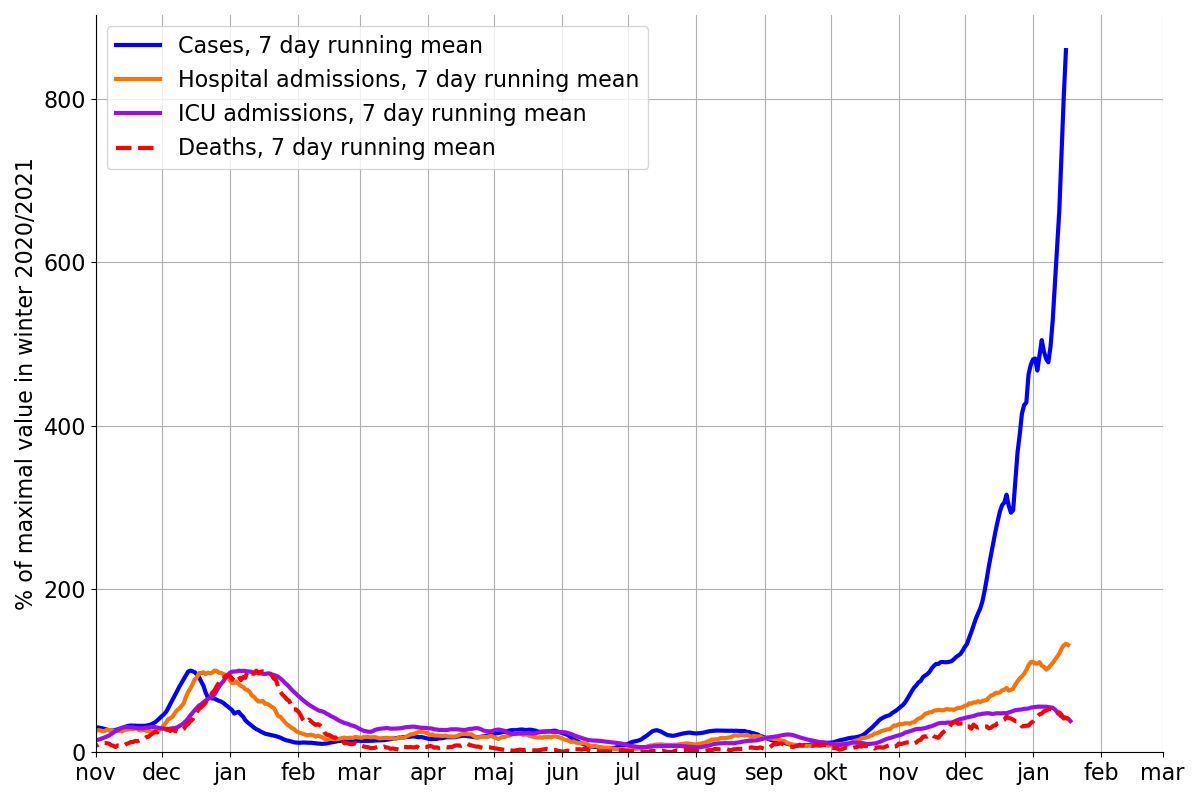 Cases, 7 day running mean
Hospital admissions, 7 day running mean
ICU admissions, 7 day running mean
Deaths, 7 day running mean
% of maximal value in winter 2020/2021
800
600
400
200
0
nov dec jan feb mar apr maj jun jul aug sep okt nov dec jan feb mar